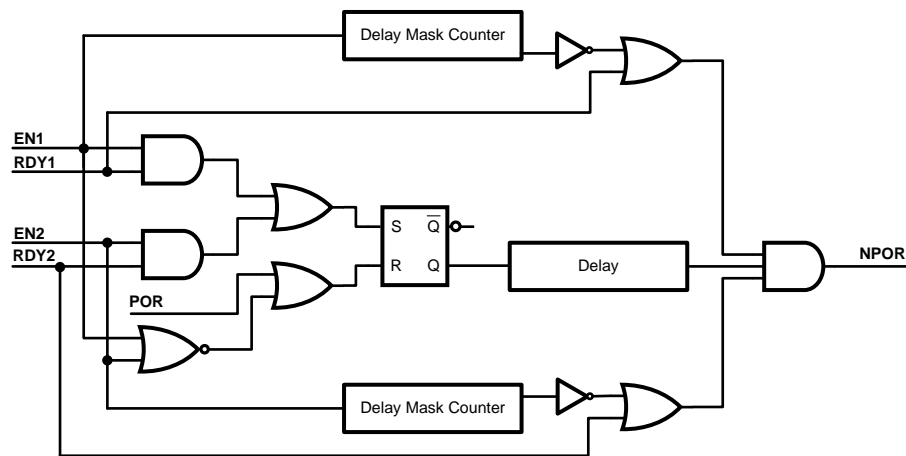 Delay Mask Counter
EN1
RDY1
EN2
RDY2
S Q̅
R Q
Delay
NPOR
POR
Delay Mask Counter